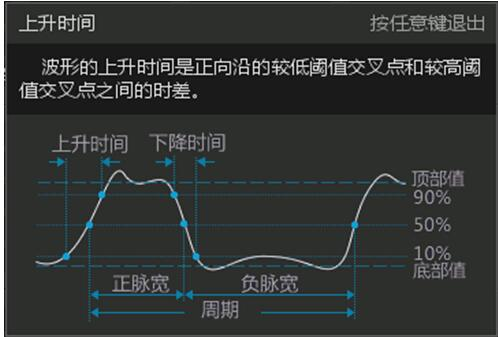 上升时间 按任意键退出
波形的上升时间是正向沿的较低阈值交叉点和较高阈
值交叉点之间的时差。
上升时间 下降时间
顶部值
90%
50%
10%
底部值
正脉宽 负脉宽
周期